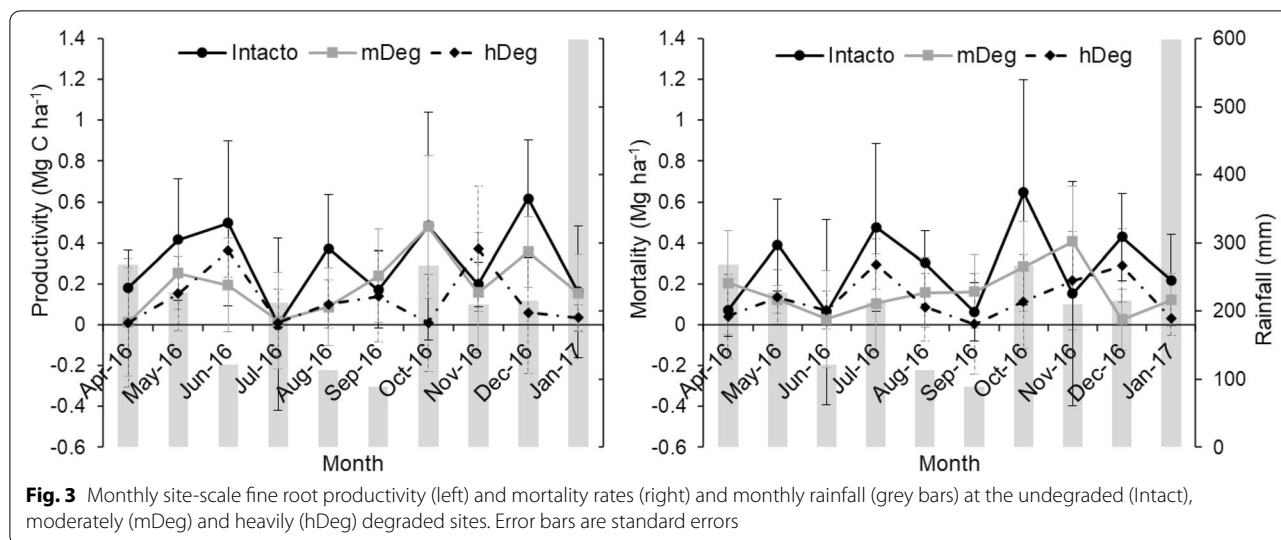 1.4
1.2
1
0.8
0.6
0.4
0.2
0
-0.2
-0.4
-0.6
Productivity (Mg C ha⁻¹)
Intacto mDeg hDeg
Apr-16 May-16 Jun-16 Jul-16 Aug-16 Sep-16 Oct-16 Nov-16 Dec-16 Jan-17
Month
1.4
1.2
1
0.8
0.6
0.4
0.2
0
-0.2
-0.4
-0.6
Mortality (Mg ha⁻¹)
Intacto mDeg hDeg
Apr-16 May-16 Jun-16 Jul-16 Aug-16 Sep-16 Oct-16 Nov-16 Dec-16 Jan-17
Month
600
500
400
300
200
100
0
Rainfall (mm)
Fig. 3 Monthly site-scale fine root productivity (left) and mortality rates (right) and monthly rainfall (grey bars) at the undegraded (Intact),
moderately (mDeg) and heavily (hDeg) degraded sites. Error bars are standard errors